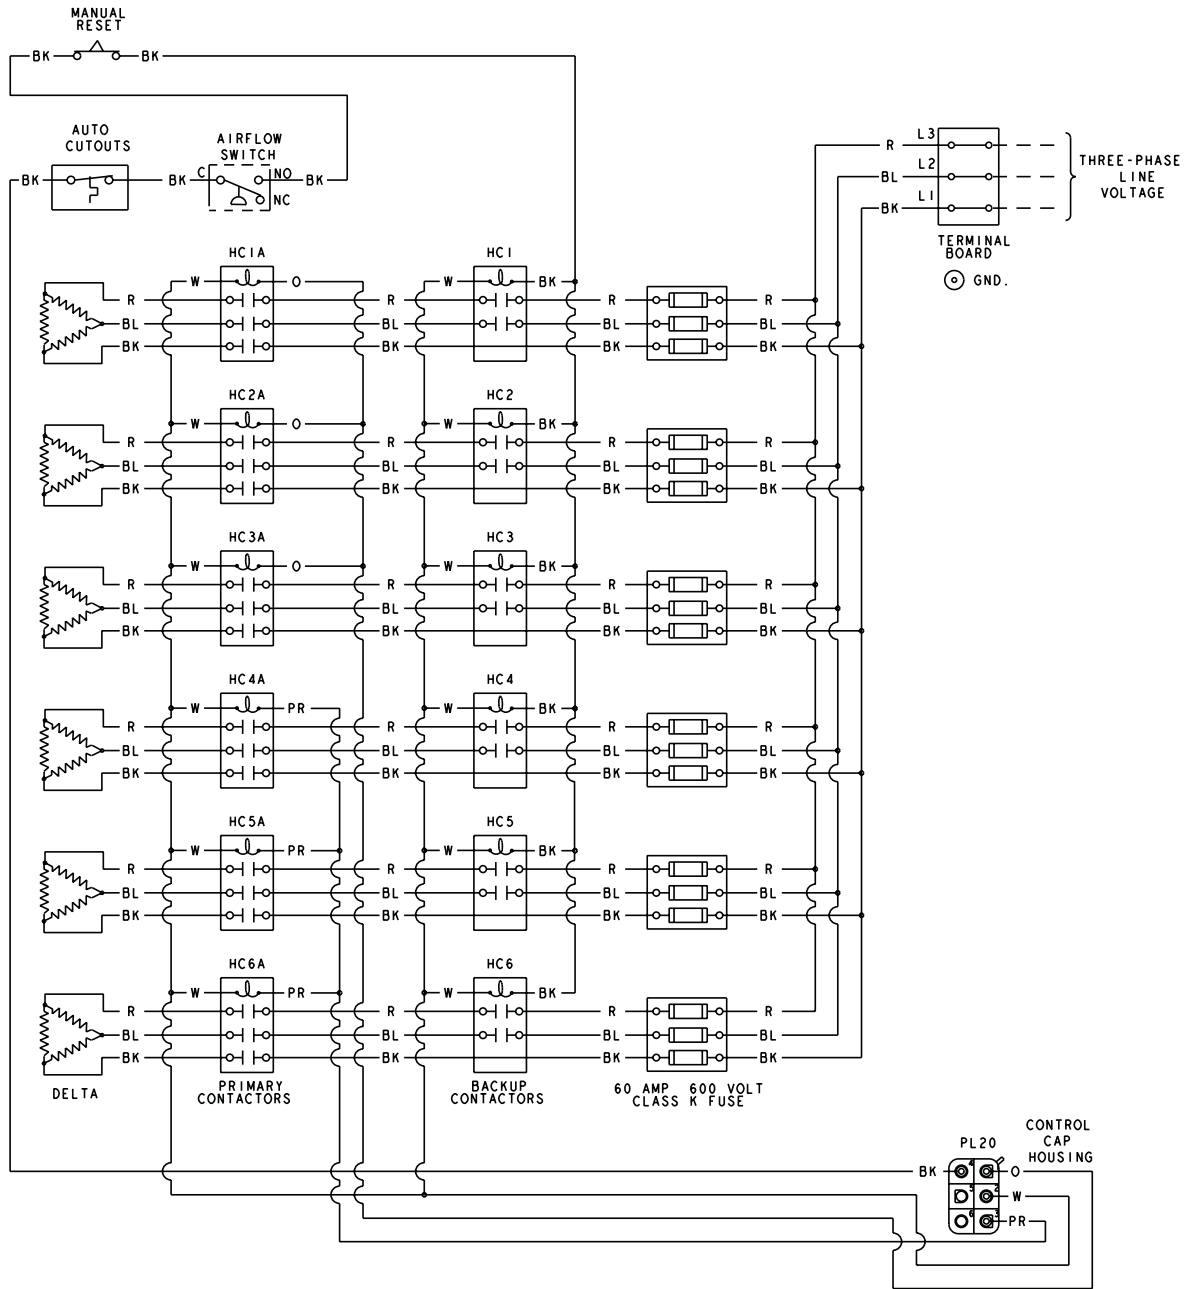 MANUAL
RESET
BK BK
AUTO
CUTOUTS
AIRFLOW
SWITCH
BK BK C NO BK
NC
R L3
BL L2
BK L1
THREE-PHASE
LINE
VOLTAGE
TERMINAL
BOARD
GND.
HC1A HC1
W O W BK
R R R R
BL BL BL BL
BK BK BK BK
HC2A HC2
W O W BK
R R R R
BL BL BL BL
BK BK BK BK
HC3A HC3
W O W BK
R R R R
BL BL BL BL
BK BK BK BK
HC4A HC4
W PR W BK
R R R R
BL BL BL BL
BK BK BK BK
HC5A HC5
W PR W BK
R R R R
BL BL BL BL
BK BK BK BK
HC6A HC6
W PR W BK
R R R R
BL BL BL BL
BK BK BK BK
DELTA
PRIMARY
CONTACTORS
BACKUP
CONTACTORS
60 AMP 600 VOLT
CLASS K FUSE
CONTROL
CAP
HOUSING
PL20
BK 4 O
5 2 W
6 3 PR